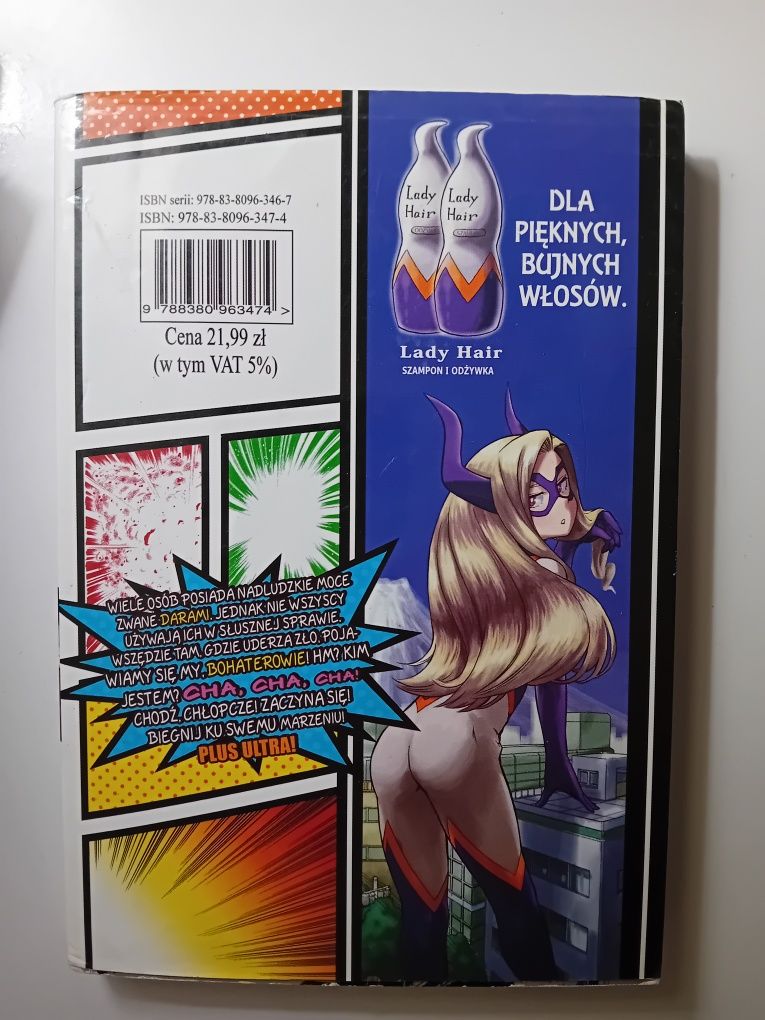 ISBN serii: 978-83-8096-346-7
ISBN: 978-83-8096-347-4
9 788380 963474 >
Cena 21,99 zł
(w tym VAT 5%)
Lady
Hair
Lady
Hair
DLA
PIĘKNYCH,
BUJNYCH
WŁOSÓW.
Lady Hair
SZAMPON I ODŻYWKA
WIELE OSÓB POSIADA NADLUDZKIE MOCE
ZWANE DARAMI. JEDNAK NIE WSZYSCY
UŻYWAJĄ ICH W SŁUSZNEJ SPRAWIE.
WSZĘDZIE TAM, GDZIE UDERZA ZŁO, POJA-
WIAMY SIĘ MY, BOHATEROWIE! HM? KIM
JESTEM? CHA, CHA, CHA!
CHODŹ, CHŁOPCZE! ZACZYNA SIĘ!
BIEGNIJ KU SWEMU MARZENIU!
PLUS ULTRA!